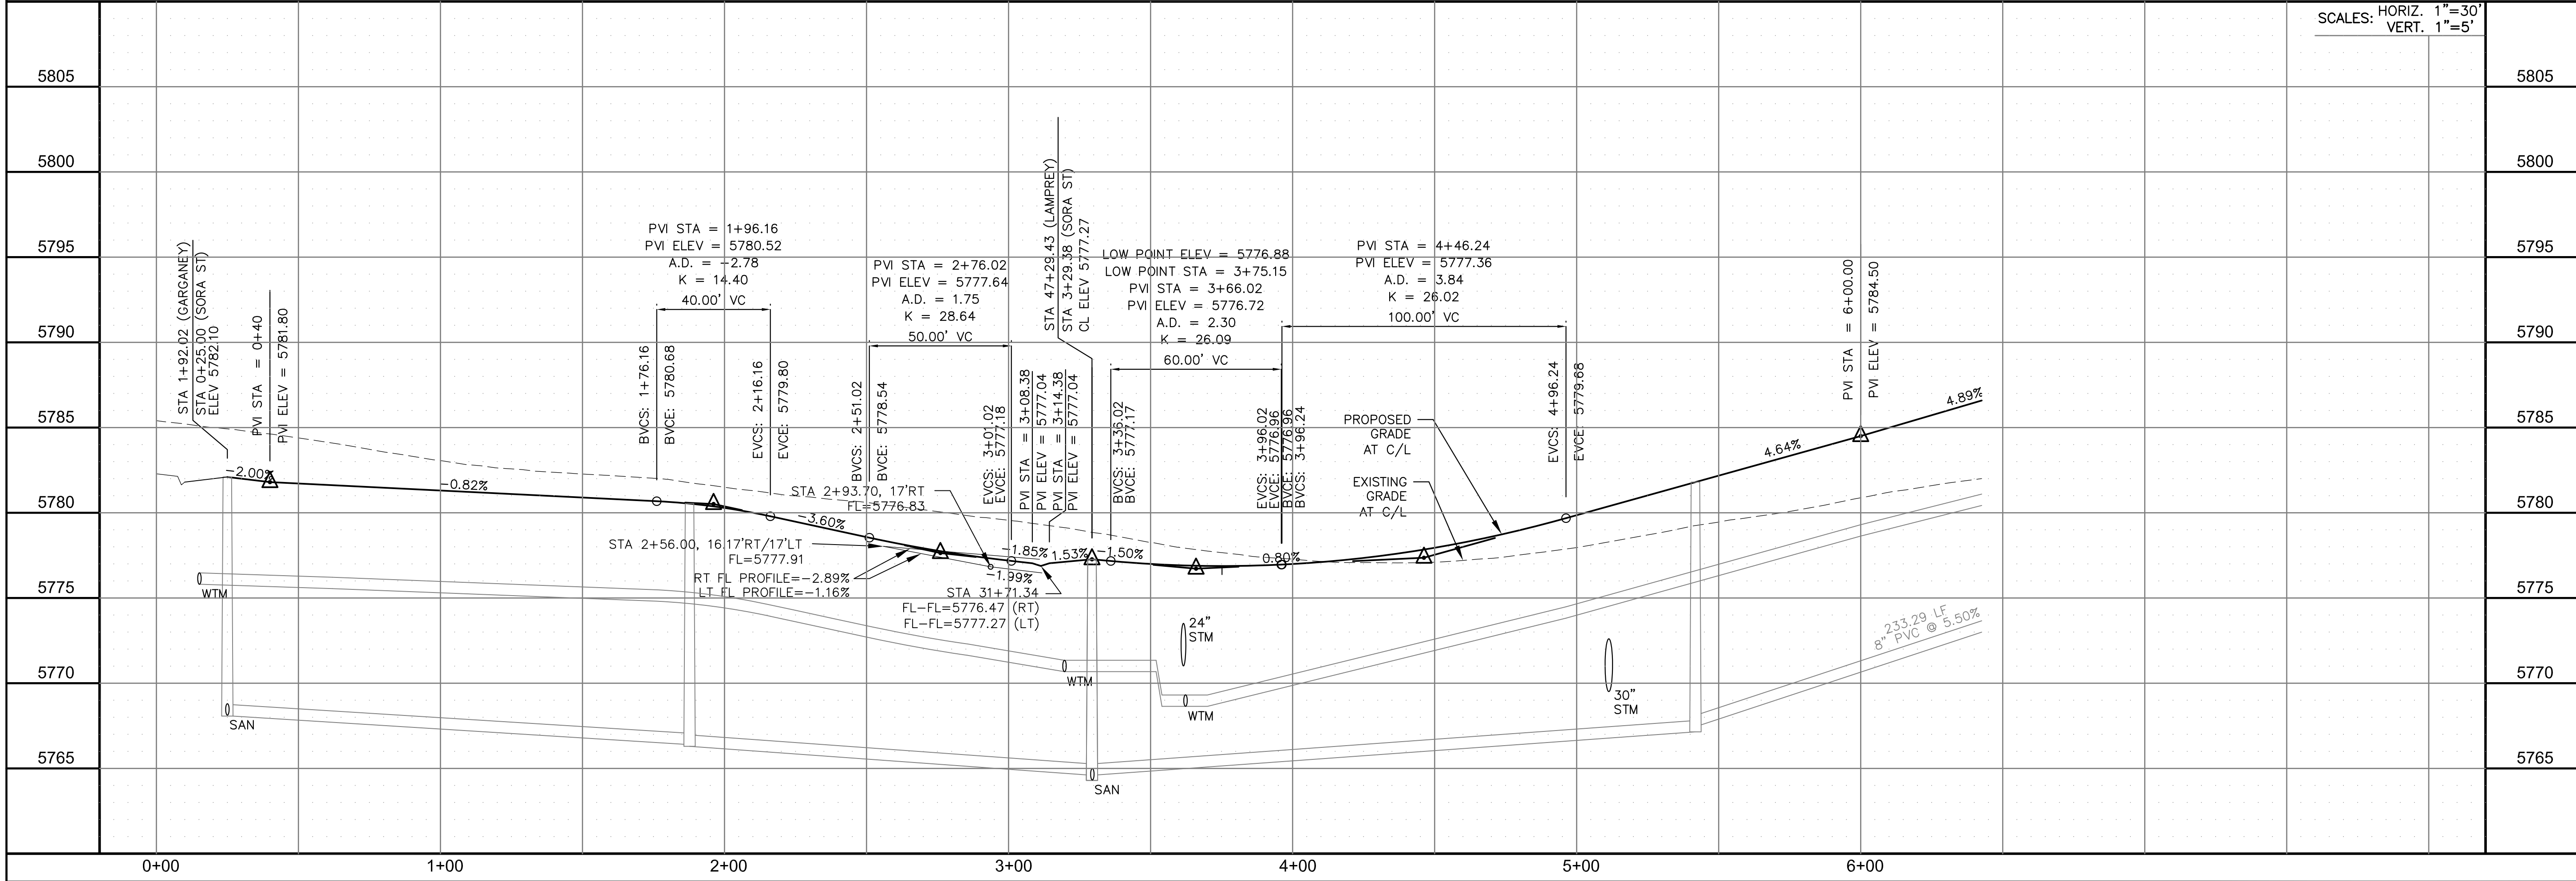 SCALES: HORIZ. 1"=30'
VERT. 1"=5'
5805
5805
5800
5800
5795
5795
5790
5790
5785
5785
5780
5780
5775
5775
5770
5770
5765
5765
STA 1+92.02 (GARGANEY)
STA 0+25.00 (SORA ST)
ELEV 5782.10
PVI STA = 0+40
PVI ELEV = 5781.80
-2.00%
-0.82%
PVI STA = 1+96.16
PVI ELEV = 5780.52
A.D. = -2.78
K = 14.40
40.00' VC
BVCS: 1+76.16
BVCE: 5780.68
EVCS: 2+16.16
EVCE: 5779.80
-3.60%
PVI STA = 2+76.02
PVI ELEV = 5777.64
A.D. = 1.75
K = 28.64
50.00' VC
BVCS: 2+51.02
BVCE: 5778.54
EVCS: 3+01.02
EVCE: 5777.18
STA 2+93.70, 17'RT
FL=5776.83
STA 2+56.00, 16.17'RT/17'LT
FL=5777.91
RT FL PROFILE=-2.89%
LT FL PROFILE=-1.16%
-1.85%
-1.99%
1.53%
-1.50%
PVI STA = 3+08.38
PVI ELEV = 5777.04
PVI STA = 3+14.38
PVI ELEV = 5777.04
STA 47+29.43 (LAMPREY)
STA 3+29.38 (SORA ST)
CL ELEV 5777.27
STA 31+71.34
FL-FL=5776.47 (RT)
FL-FL=5777.27 (LT)
LOW POINT ELEV = 5776.88
LOW POINT STA = 3+75.15
PVI STA = 3+66.02
PVI ELEV = 5776.72
A.D. = 2.30
K = 26.09
60.00' VC
BVCS: 3+36.02
BVCE: 5777.17
EVCS: 3+96.02
EVCE: 5776.96
BVCE: 5776.96
BVCS: 3+96.24
0.80%
PVI STA = 4+46.24
PVI ELEV = 5777.36
A.D. = 3.84
K = 26.02
100.00' VC
PROPOSED
GRADE
AT C/L
EXISTING
GRADE
AT C/L
EVCS: 4+96.24
EVCE: 5779.68
4.64%
PVI STA = 6+00.00
PVI ELEV = 5784.50
4.89%
WTM
SAN
WTM
24"
STM
WTM
SAN
30"
STM
233.29 LF
8" PVC @ 5.50%
0+00
1+00
2+00
3+00
4+00
5+00
6+00